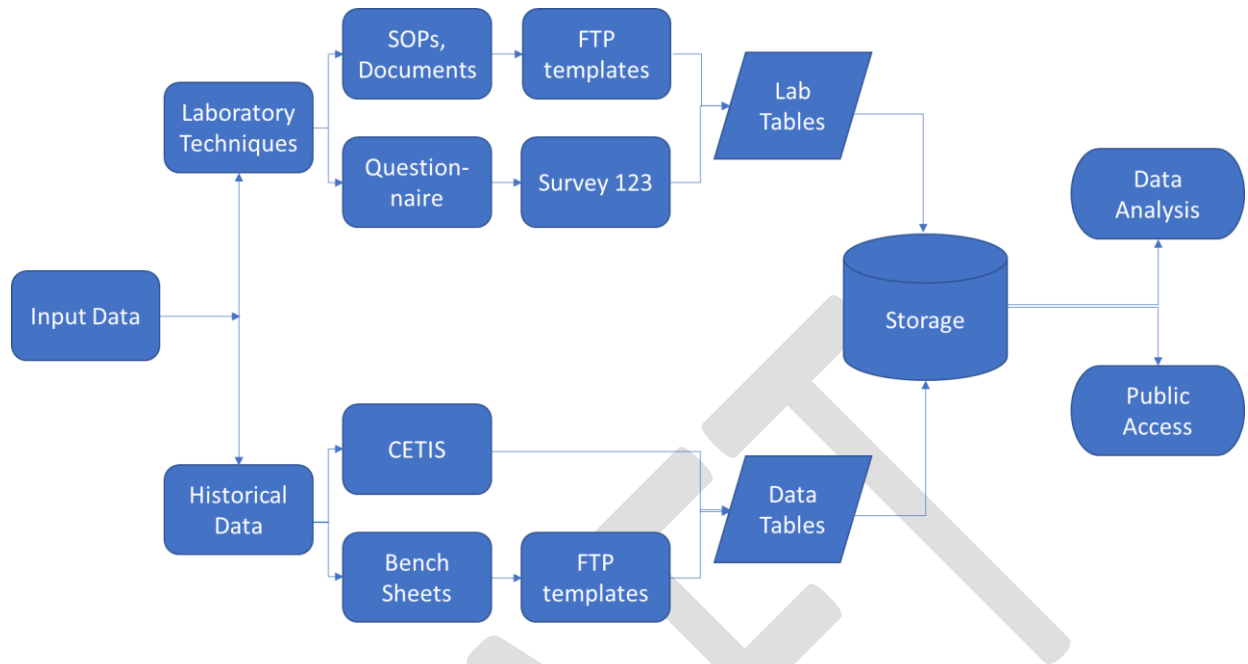 SOPs,
Documents
FTP
templates
Laboratory
Techniques
Question-
naire
Survey 123
Lab
Tables
Data
Analysis
Input Data
Storage
Public
Access
Historical
Data
CETIS
Bench
Sheets
FTP
templates
Data
Tables